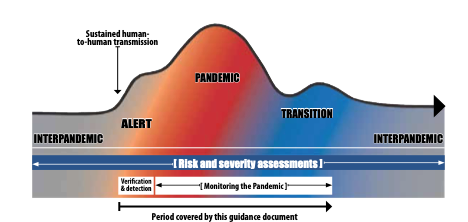 Sustained human-
to-human transmission
PANDEMIC
ALERT
TRANSITION
INTERPANDEMIC
INTERPANDEMIC
[ Risk and severity assessments ]
Verification
& detection
[ Monitoring the Pandemic ]
Period covered by this guidance document